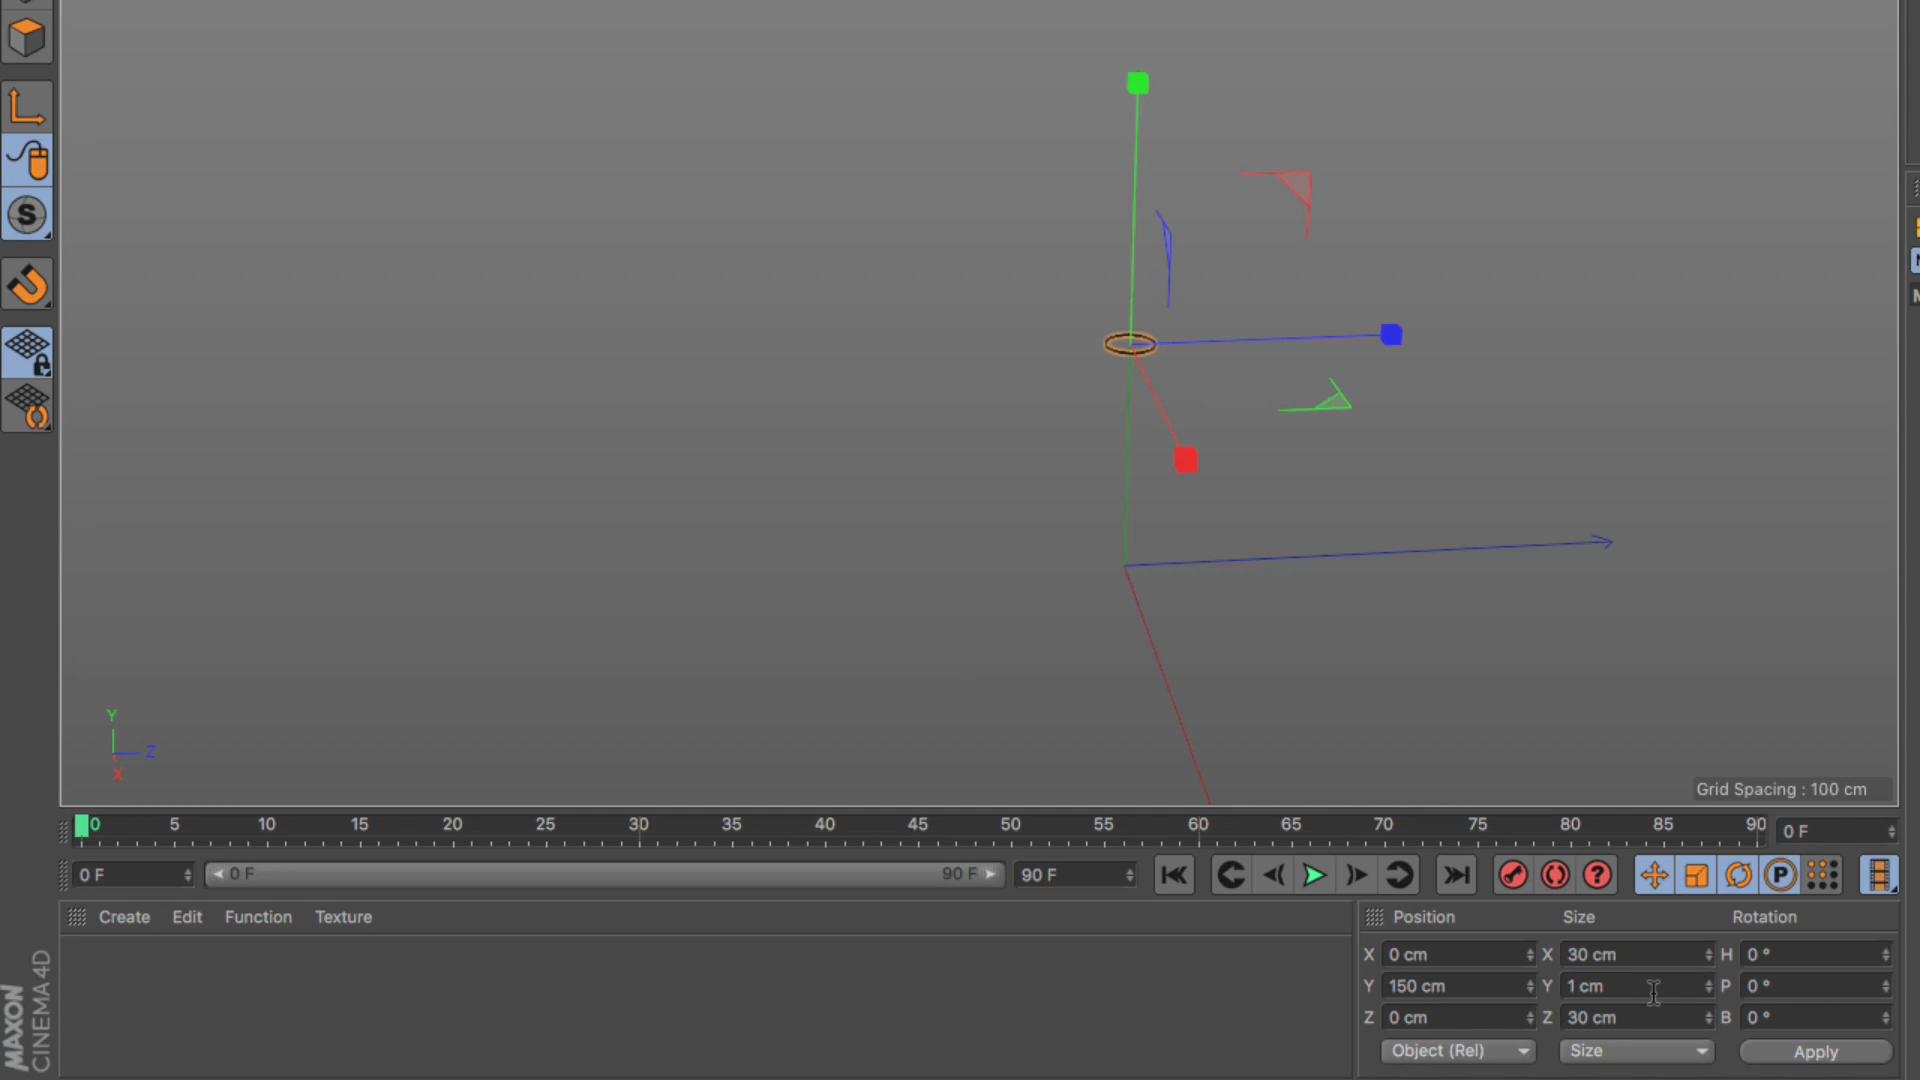 S
Y
Z
X
Grid Spacing : 100 cm
0 5 10 15 20 25 30 35 40 45 50 55 60 65 70 75 80 85 90 0 F
0 F 0 F 90 F 90 F ? P
Create Edit Function Texture Position Size Rotation
X 0 cm X 30 cm H 0 °
Y 150 cm Y 1 cm P 0 °
Z 0 cm Z 30 cm B 0 °
Object (Rel) Size Apply
MAXON
CINEMA 4D